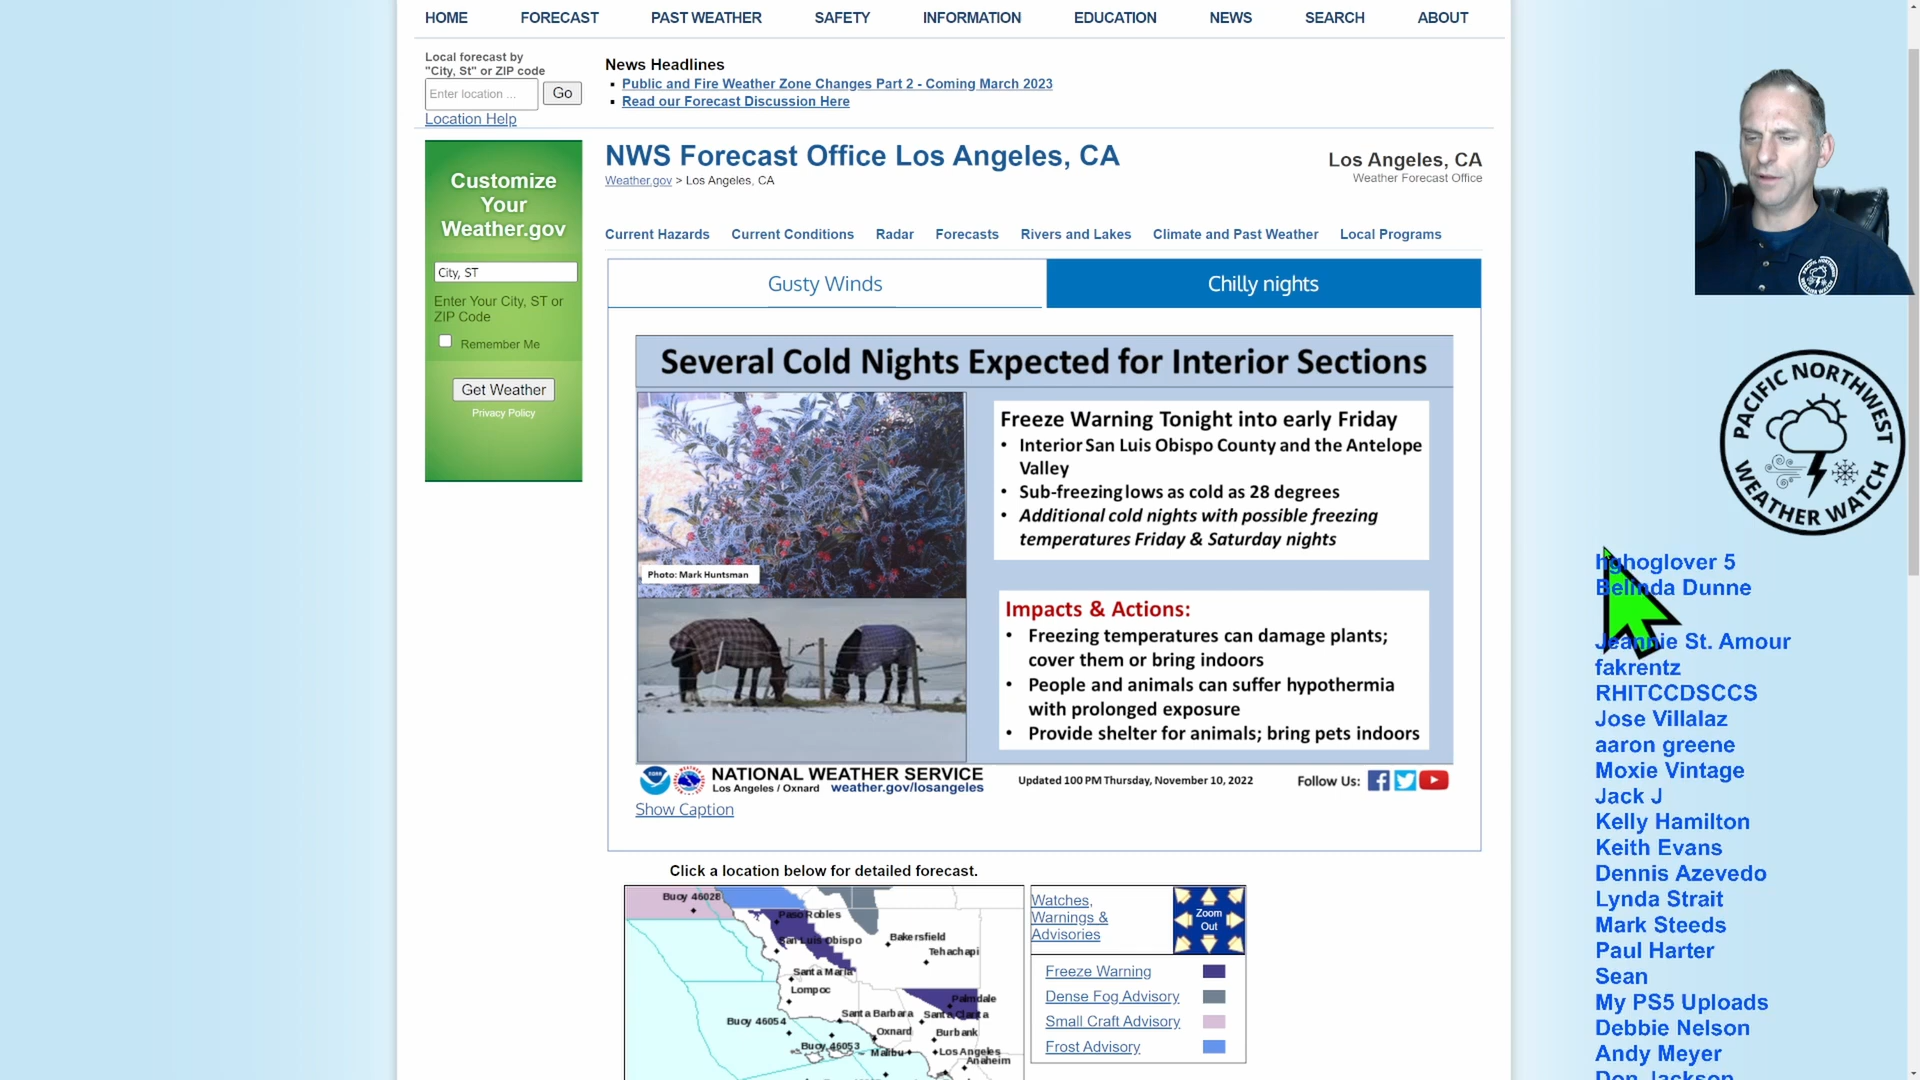 HOME FORECAST PAST WEATHER SAFETY INFORMATION EDUCATION NEWS SEARCH ABOUT
Local forecast by
"City, St" or ZIP code
Enter location ... Go
Location Help
News Headlines
Public and Fire Weather Zone Changes Part 2 - Coming March 2023
Read our Forecast Discussion Here
Customize
Your
Weather.gov
City, ST
Enter Your City, ST or
ZIP Code
Remember Me
Get Weather
Privacy Policy
NWS Forecast Office Los Angeles, CA
Weather.gov > Los Angeles, CA
Los Angeles, CA
Weather Forecast Office
Current Hazards Current Conditions Radar Forecasts Rivers and Lakes Climate and Past Weather Local Programs
Gusty Winds Chilly nights
Several Cold Nights Expected for Interior Sections
Photo: Mark Huntsman
Freeze Warning Tonight into early Friday
• Interior San Luis Obispo County and the Antelope
Valley
• Sub-freezing lows as cold as 28 degrees
• Additional cold nights with possible freezing
temperatures Friday & Saturday nights
Impacts & Actions:
• Freezing temperatures can damage plants;
cover them or bring indoors
• People and animals can suffer hypothermia
with prolonged exposure
• Provide shelter for animals; bring pets indoors
NATIONAL WEATHER SERVICE
Los Angeles / Oxnard weather.gov/losangeles
Updated 100 PM Thursday, November 10, 2022
Follow Us:
Show Caption
Click a location below for detailed forecast.
Buoy 46028
Paso Robles
San Luis Obispo
Bakersfield
Tehachapi
Santa Maria
Lompoc
Palmdale
Santa Barbara
Santa Clarita
Buoy 46054
Oxnard
Burbank
Buoy 46053
Malibu
Los Angeles
Anaheim
Watches,
Warnings &
Advisories
Zoom
Out
Freeze Warning
Dense Fog Advisory
Small Craft Advisory
Frost Advisory
PACIFIC NORTHWEST
WEATHER WATCH
PACIFIC NORTHWEST
WEATHER WATCH
hghoglover 5
Belinda Dunne
Jeannie St. Amour
fakrentz
RHITCCDSCCS
Jose Villalaz
aaron greene
Moxie Vintage
Jack J
Kelly Hamilton
Keith Evans
Dennis Azevedo
Lynda Strait
Mark Steeds
Paul Harter
Sean
My PS5 Uploads
Debbie Nelson
Andy Meyer
Don Jackson